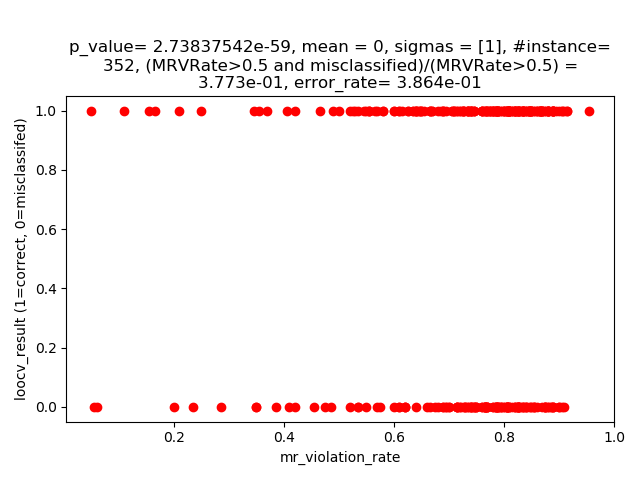 p_value= 2.73837542e-59, mean = 0, sigmas = [1], #instance=
352, (MRVRate>0.5 and misclassified)/(MRVRate>0.5) =
3.773e-01, error_rate= 3.864e-01
loocv_result (1=correct, 0=misclassifed)
1.0
0.8
0.6
0.4
0.2
0.0
0.2
0.4
0.6
0.8
1.0
mr_violation_rate